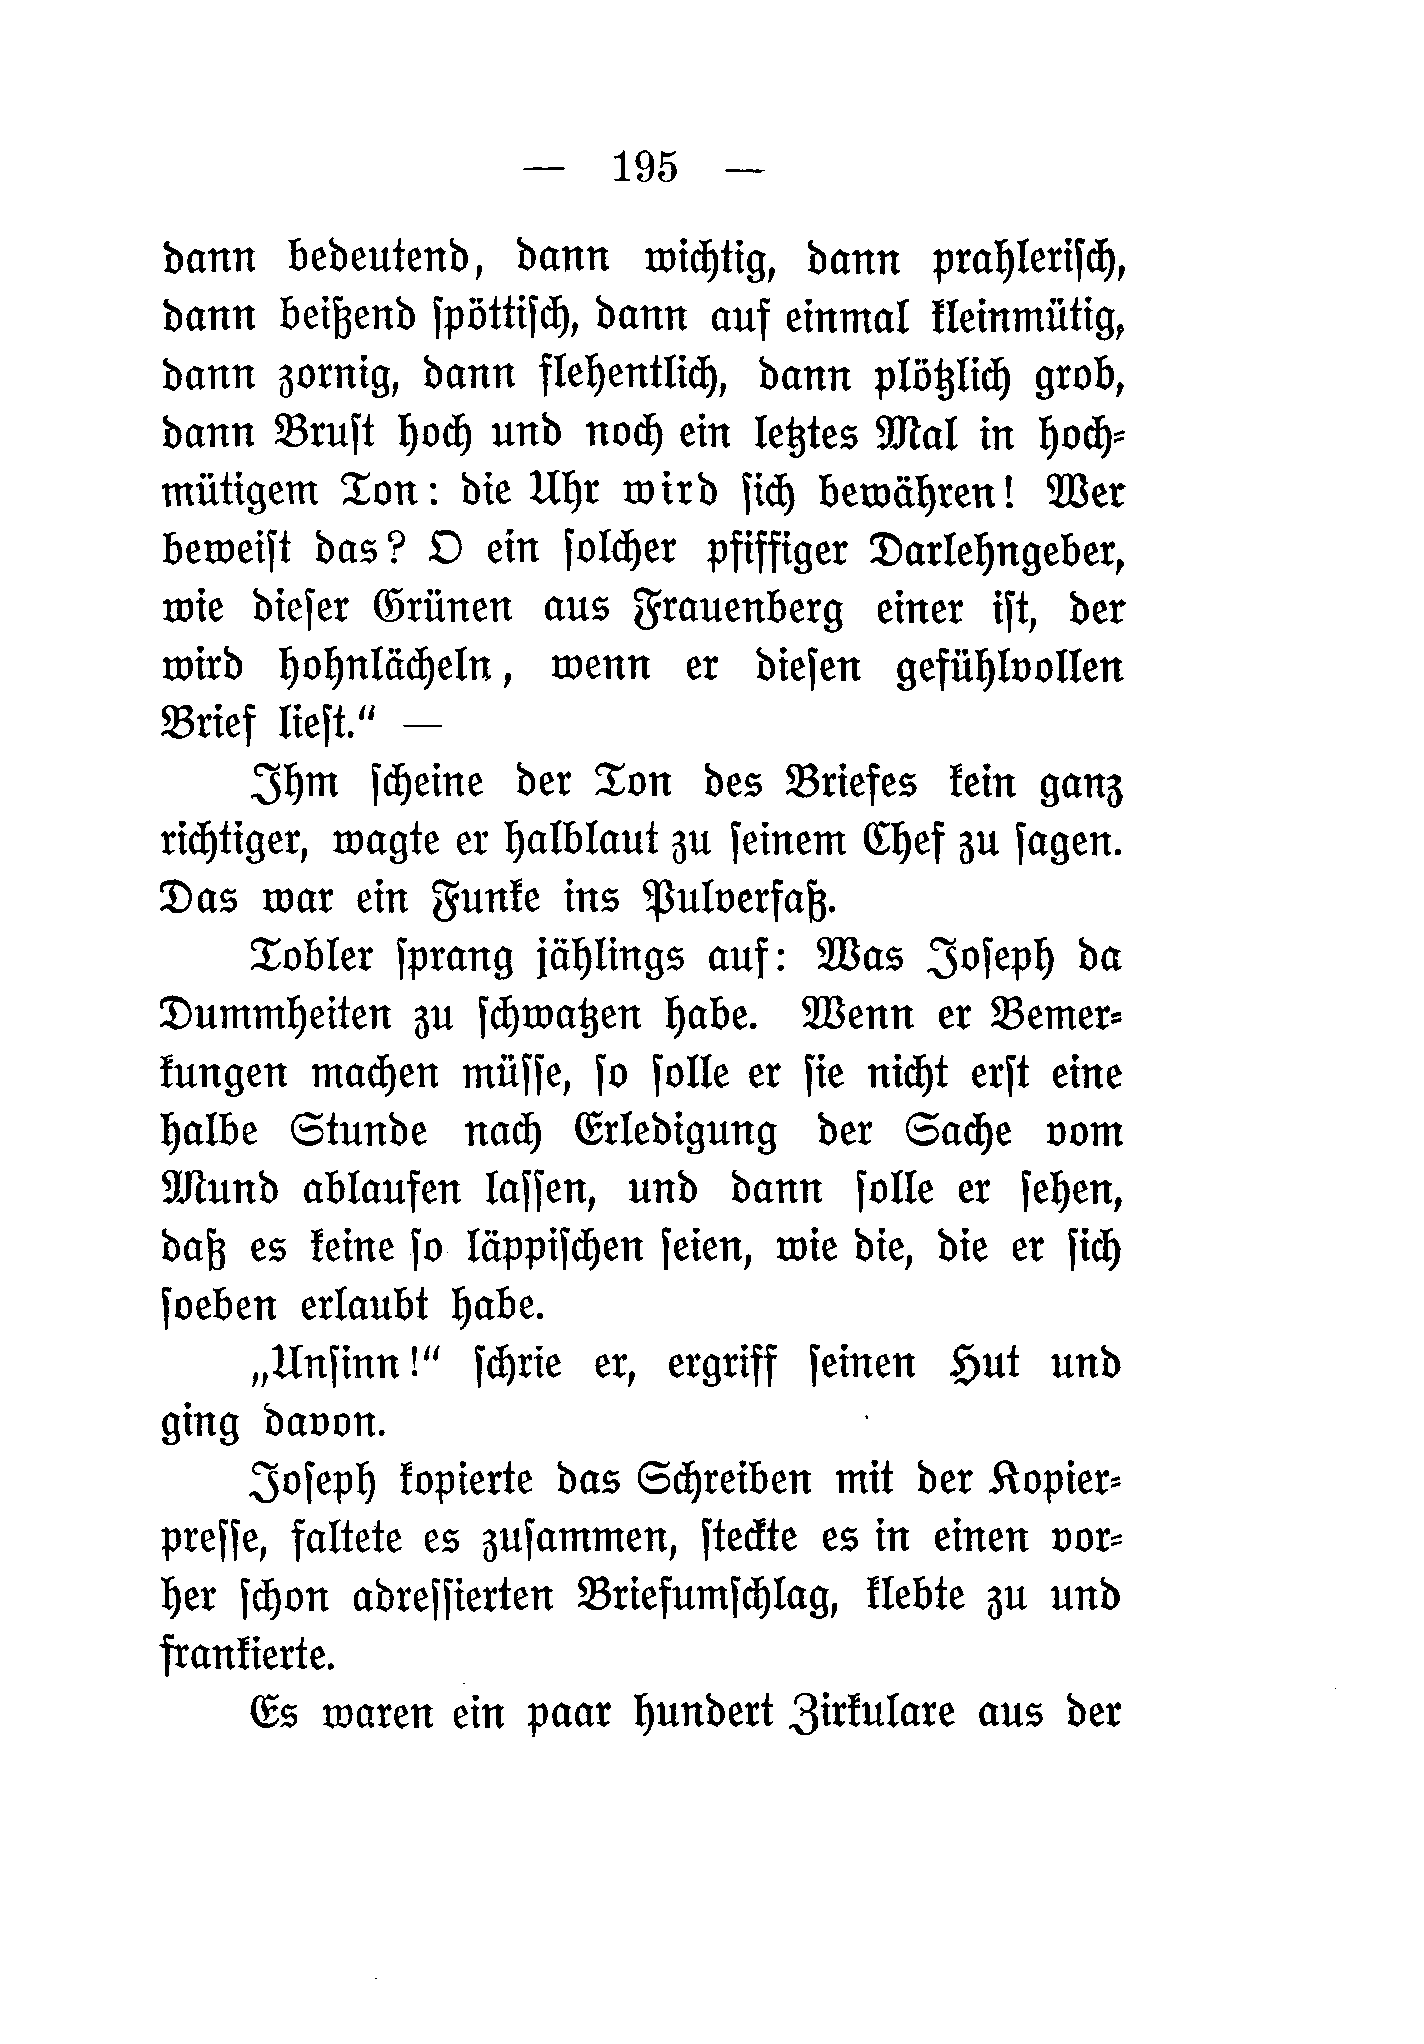 — 195 —
dann bedeutend, dann wichtig, dann prahleriſch,
dann beißend ſpöttiſch, dann auf einmal kleinmütig,
dann zornig, dann flehentlich, dann plötzlich grob,
dann Bruſt hoch und noch ein letztes Mal in hoch⸗
mütigem Ton: die Uhr wird ſich bewähren! Wer
beweiſt das? O ein ſolcher pfiffiger Darlehngeber,
wie dieſer Grünen aus Frauenberg einer iſt, der
wird hohnlächeln, wenn er dieſen gefühlvollen
Brief lieſt.“ —
Ihm ſcheine der Ton des Briefes kein ganz
richtiger, wagte er halblaut zu ſeinem Chef zu ſagen.
Das war ein Funke ins Pulverfaß.
Tobler ſprang jählings auf: Was Joſeph da
Dummheiten zu ſchwatzen habe. Wenn er Bemer⸗
kungen machen müſſe, ſo ſolle er ſie nicht erſt eine
halbe Stunde nach Erledigung der Sache vom
Mund ablaufen laſſen, und dann ſolle er ſehen,
daß es keine ſo läppiſchen ſeien, wie die, die er ſich
ſoeben erlaubt habe.
„Unſinn!“ ſchrie er, ergriff ſeinen Hut und
ging davon.
Joſeph kopierte das Schreiben mit der Kopier⸗
preſſe, faltete es zuſammen, ſteckte es in einen vor⸗
her ſchon adreſſierten Briefumſchlag, klebte zu und
frankierte.
Es waren ein paar hundert Zirkulare aus der